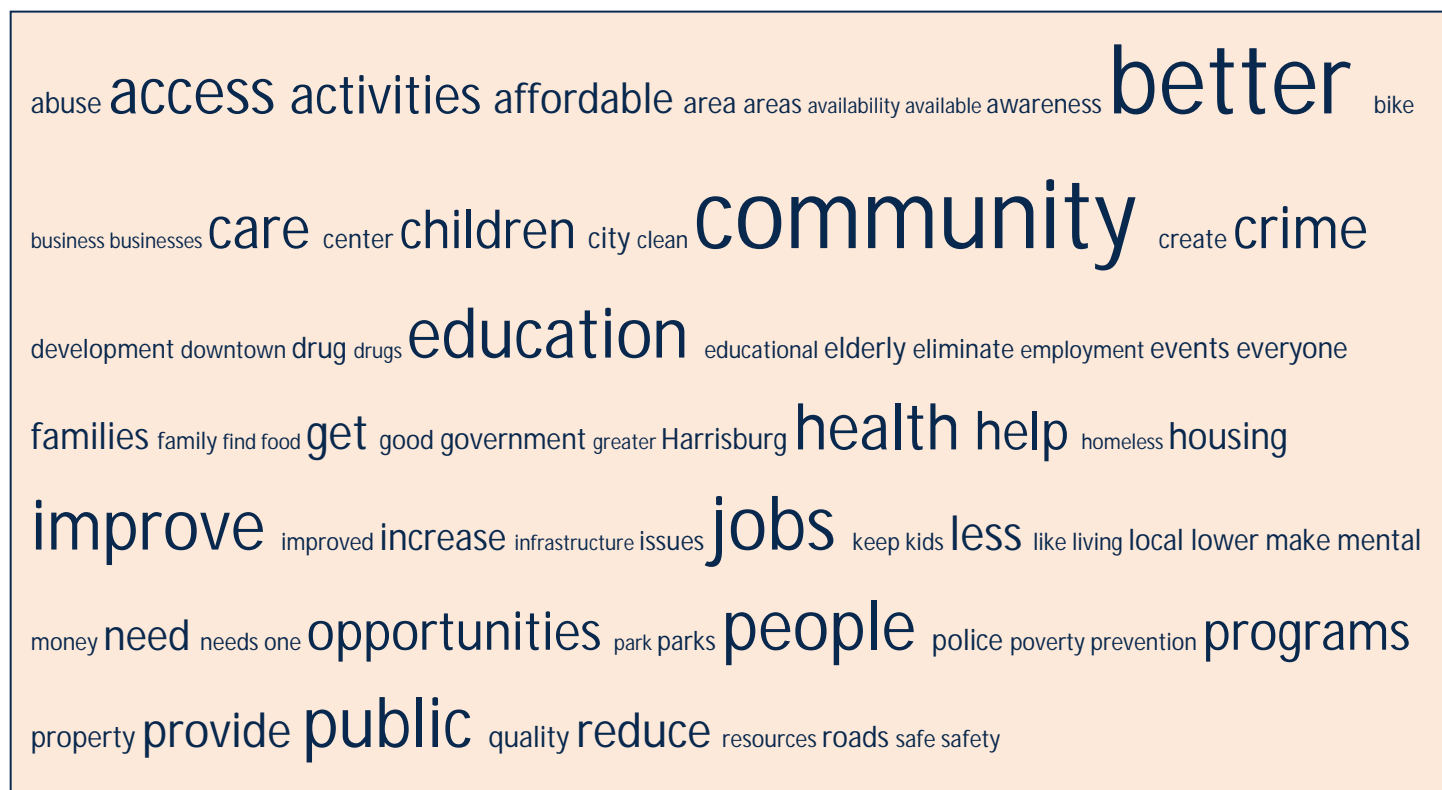 abuse access activities affordable area areas availability available awareness better bike
business businesses care center children city clean community create crime
development downtown drug drugs education educational elderly eliminate employment events everyone
families family find food get good government greater Harrisburg health help homeless housing
improve improved increase infrastructure issues jobs keep kids less like living local lower make mental
money need needs one opportunities park parks people police poverty prevention programs
property provide public quality reduce resources roads safe safety